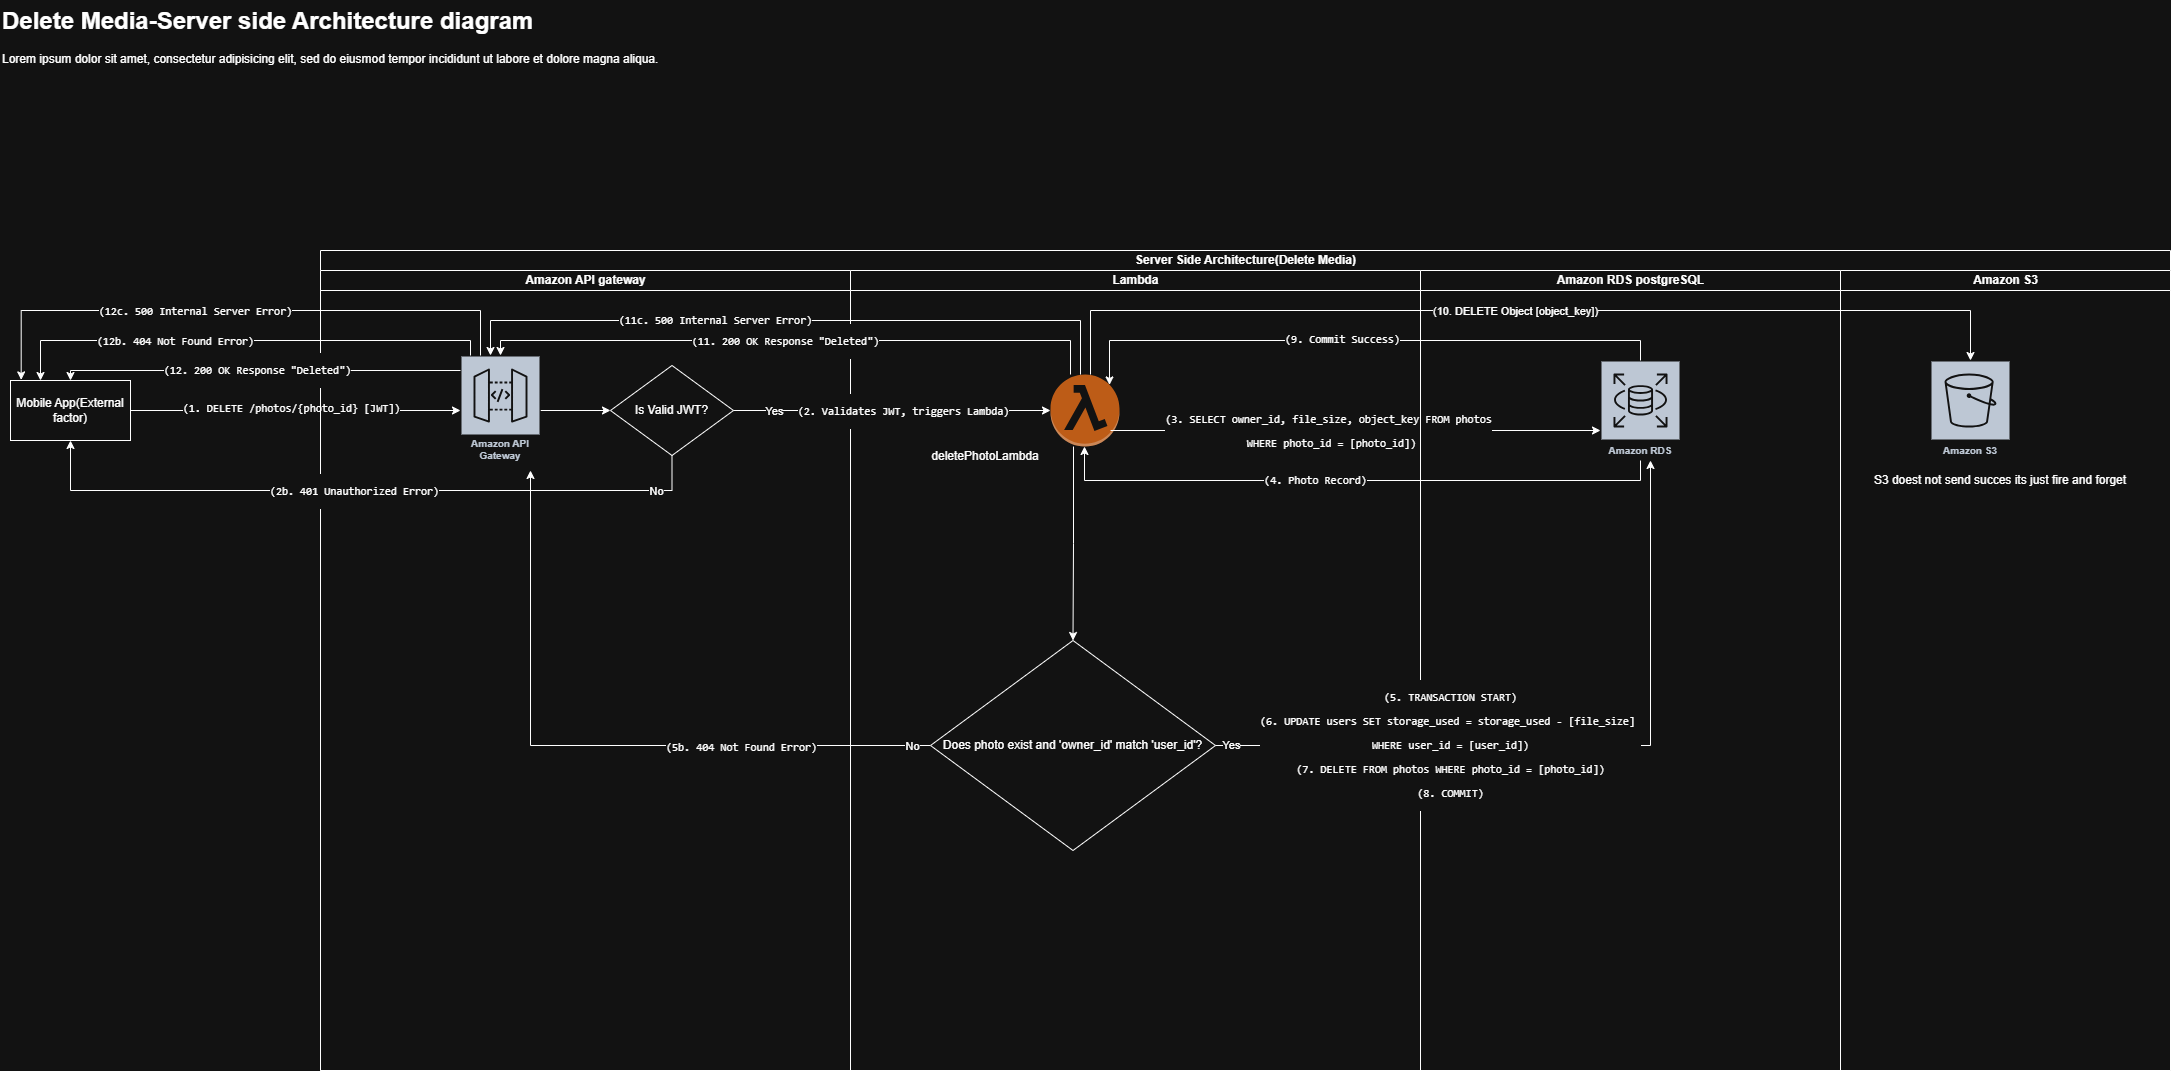 Delete Media-Server side Architecture diagram
Lorem ipsum dolor sit amet, consectetur adipisicing elit, sed do eiusmod tempor incididunt ut labore et dolore magna aliqua.
Server Side Architecture(Delete Media)
Amazon API gateway
Lambda
Amazon RDS postgreSQL
Amazon S3
(12c. 500 Internal Server Error)
(11c. 500 Internal Server Error)
(10. DELETE Object [object_key])
(12b. 404 Not Found Error)
(11. 200 OK Response "Deleted")
(9. Commit Success)
(12. 200 OK Response "Deleted")
Mobile App(External
factor)
(1. DELETE /photos/{photo_id} [JWT])
Amazon API
Gateway
Is Valid JWT?
Yes
(2. Validates JWT, triggers Lambda)
deletePhotoLambda
(3. SELECT owner_id, file_size, object_key FROM photos
WHERE photo_id = [photo_id])
Amazon RDS
Amazon S3
(4. Photo Record)
S3 doest not send succes its just fire and forget
(2b. 401 Unauthorized Error)
No
(5b. 404 Not Found Error)
No
Does photo exist and 'owner_id' match 'user_id'?
Yes
(5. TRANSACTION START)
(6. UPDATE users SET storage_used = storage_used - [file_size]
WHERE user_id = [user_id])
(7. DELETE FROM photos WHERE photo_id = [photo_id])
(8. COMMIT)